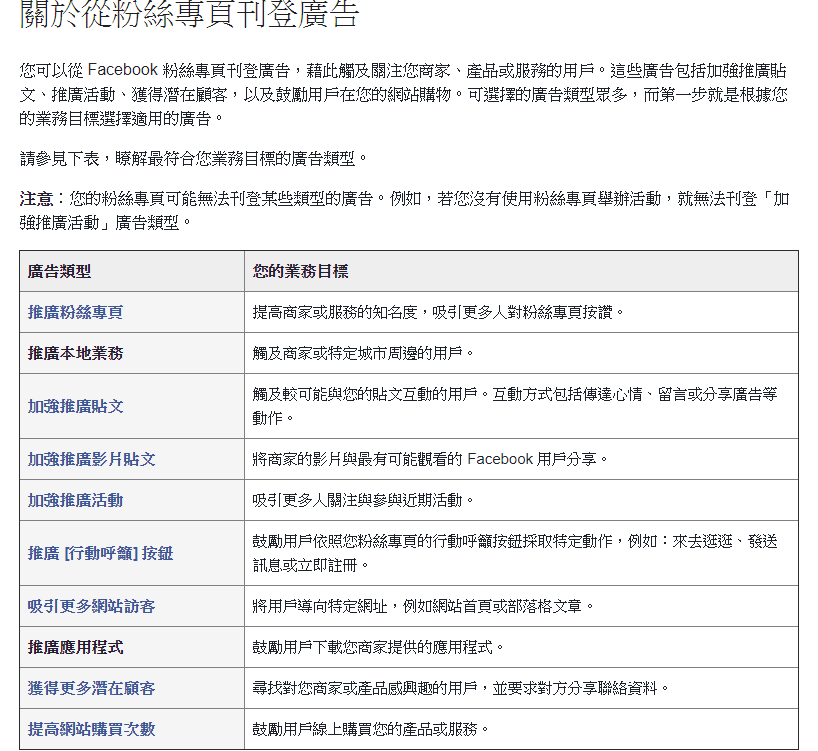 關於從粉絲專頁刊登廣告
您可以從 Facebook 粉絲專頁刊登廣告，藉此觸及關注您商家、產品或服務的用戶。這些廣告包括加強推廣貼
文、推廣活動、獲得潛在顧客，以及鼓勵用戶在您的網站購物。可選擇的廣告類型眾多，而第一步就是根據您
的業務目標選擇適用的廣告。
請參見下表，瞭解最符合您業務目標的廣告類型。
注意：您的粉絲專頁可能無法刊登某些類型的廣告。例如，若您沒有使用粉絲專頁舉辦活動，就無法刊登「加
強推廣活動」廣告類型。
廣告類型 您的業務目標
推廣粉絲專頁 提高商家或服務的知名度，吸引更多人對粉絲專頁按讚。
推廣本地業務 觸及商家或特定城市周邊的用戶。
加強推廣貼文 觸及較可能與您的貼文互動的用戶。互動方式包括傳達心情、留言或分享廣告等
動作。
加強推廣影片貼文 將商家的影片與最有可能觀看的 Facebook 用戶分享。
加強推廣活動 吸引更多人關注與參與近期活動。
推廣 [行動呼籲] 按鈕 鼓勵用戶依照您粉絲專頁的行動呼籲按鈕採取特定動作，例如：來去逛逛、發送
訊息或立即註冊。
吸引更多網站訪客 將用戶導向特定網址，例如網站首頁或部落格文章。
推廣應用程式 鼓勵用戶下載您商家提供的應用程式。
獲得更多潛在顧客 尋找對您商家或產品感興趣的用戶，並要求對方分享聯絡資料。
提高網站購買次數 鼓勵用戶線上購買您的產品或服務。